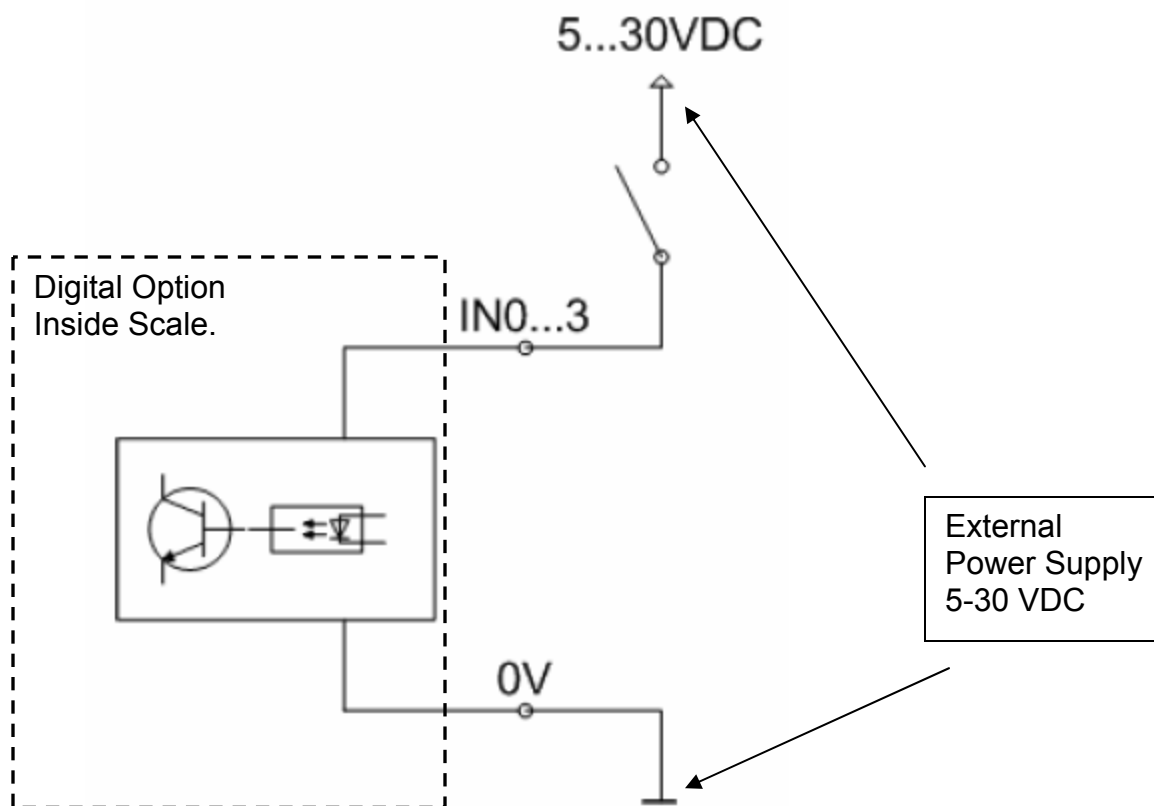 5...30VDC
Digital Option
Inside Scale.
IN0...3
External
Power Supply
5-30 VDC
0V